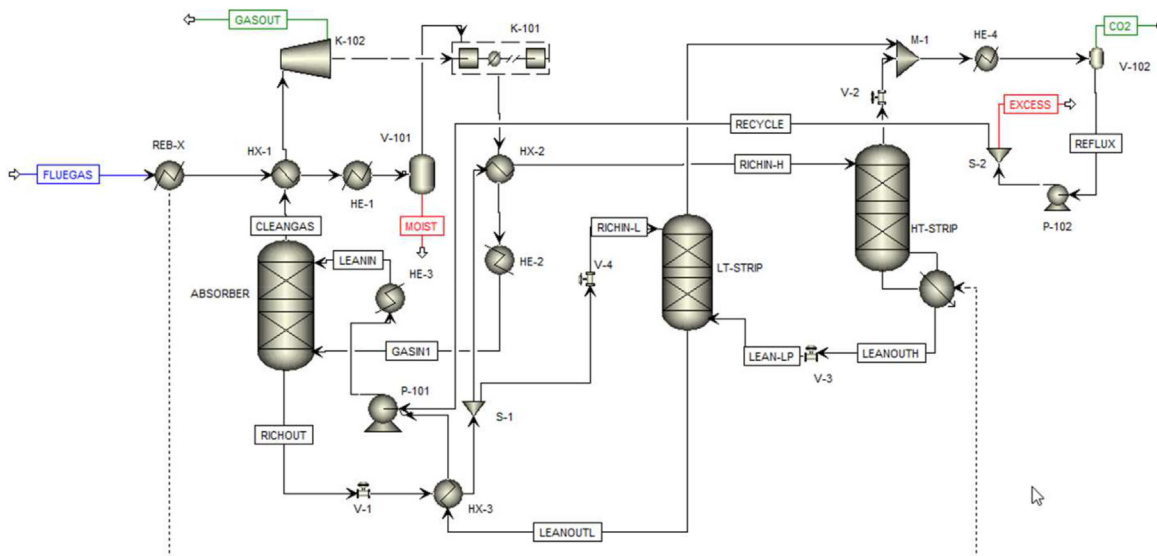 GASOUT
K-102
K-101
M-1
HE-4
CO2
V-102
V-2
EXCESS
V-101
RECYCLE
REB-X
HX-1
HX-2
RICHIN-H
S-2
REFLUX
FLUEGAS
HE-1
CLEANGAS
MOIST
P-102
HT-STRIP
LEANIN
HE-3
HE-2
RICHIN-L
V-4
LT-STRIP
ABSORBER
GASIN1
LEAN-LP
LEANOUTH
V-3
P-101
S-1
RICHOUT
V-1
HX-3
LEANOUTL